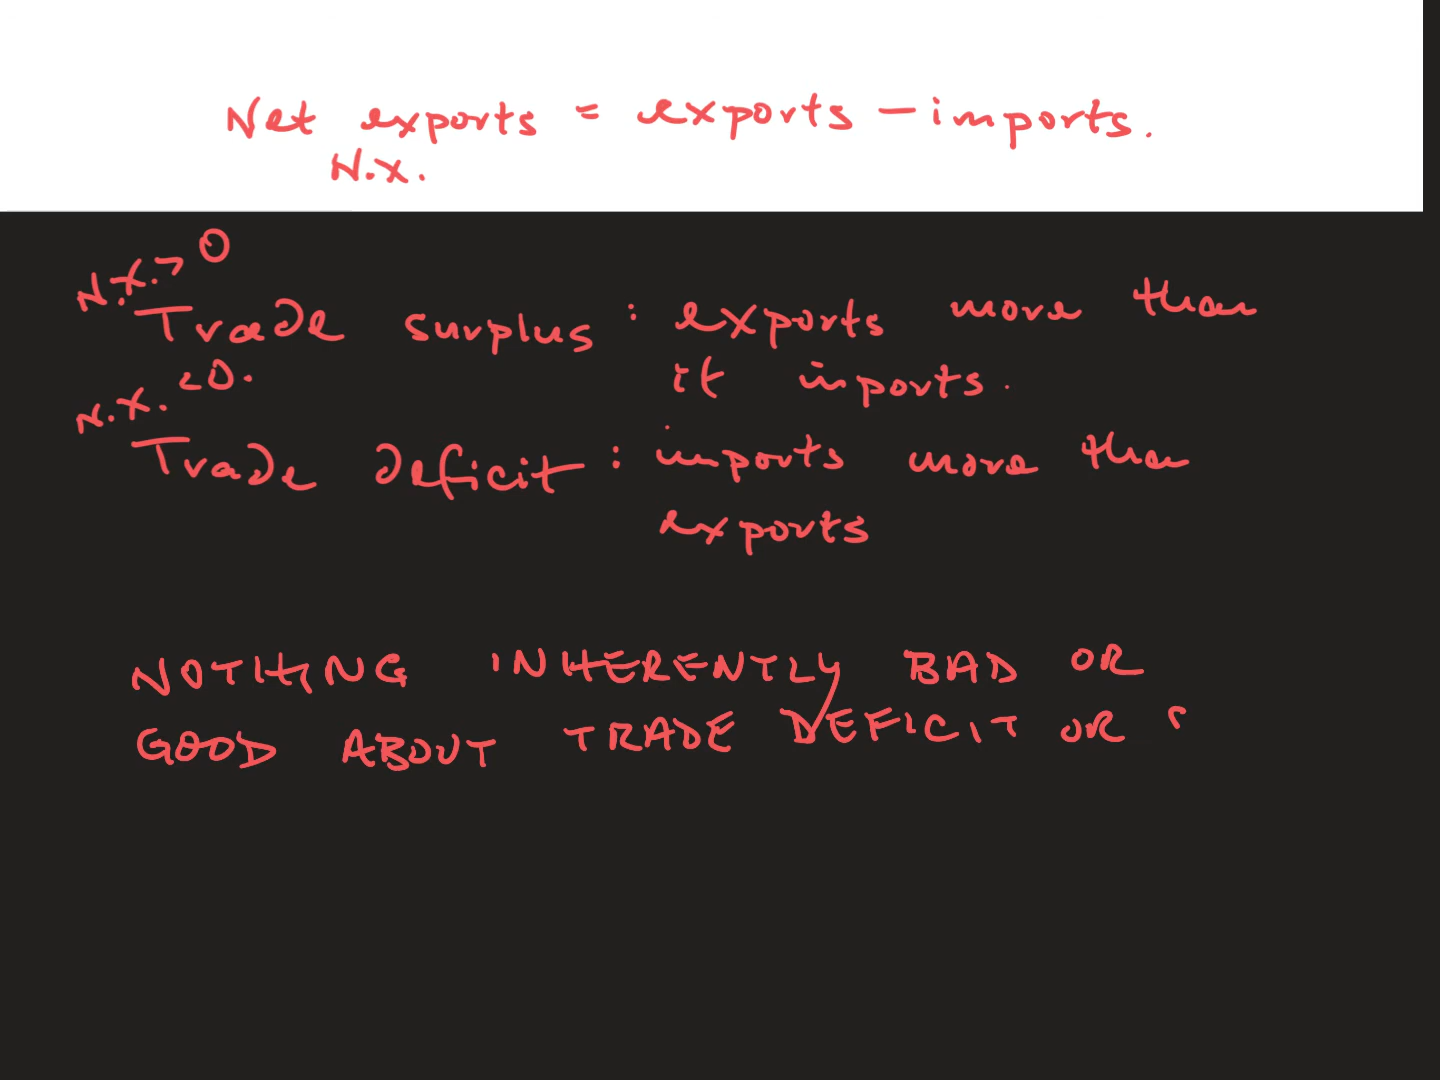 Net exports = exports - imports.
N.X.
N.X. > 0
Trade surplus : exports more than
it imports.
N.X. < 0.
Trade deficit : imports more than
exports
NOTHING INHERENTLY BAD OR
GOOD ABOUT TRADE DEFICIT OR